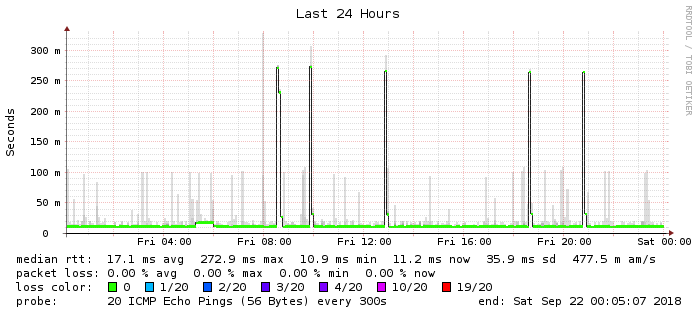 Last 24 Hours
RRDTOOL / TOBI OETIKER
Seconds
300 m
250 m
200 m
150 m
100 m
50 m
0
Fri 04:00 Fri 08:00 Fri 12:00 Fri 16:00 Fri 20:00 Sat 00:00
median rtt: 17.1 ms avg 272.9 ms max 10.9 ms min 11.2 ms now 35.9 ms sd 477.5 m am/s
packet loss: 0.00 % avg 0.00 % max 0.00 % min 0.00 % now
loss color: 0 1/20 2/20 3/20 4/20 10/20 19/20
probe: 20 ICMP Echo Pings (56 Bytes) every 300s end: Sat Sep 22 00:05:07 2018